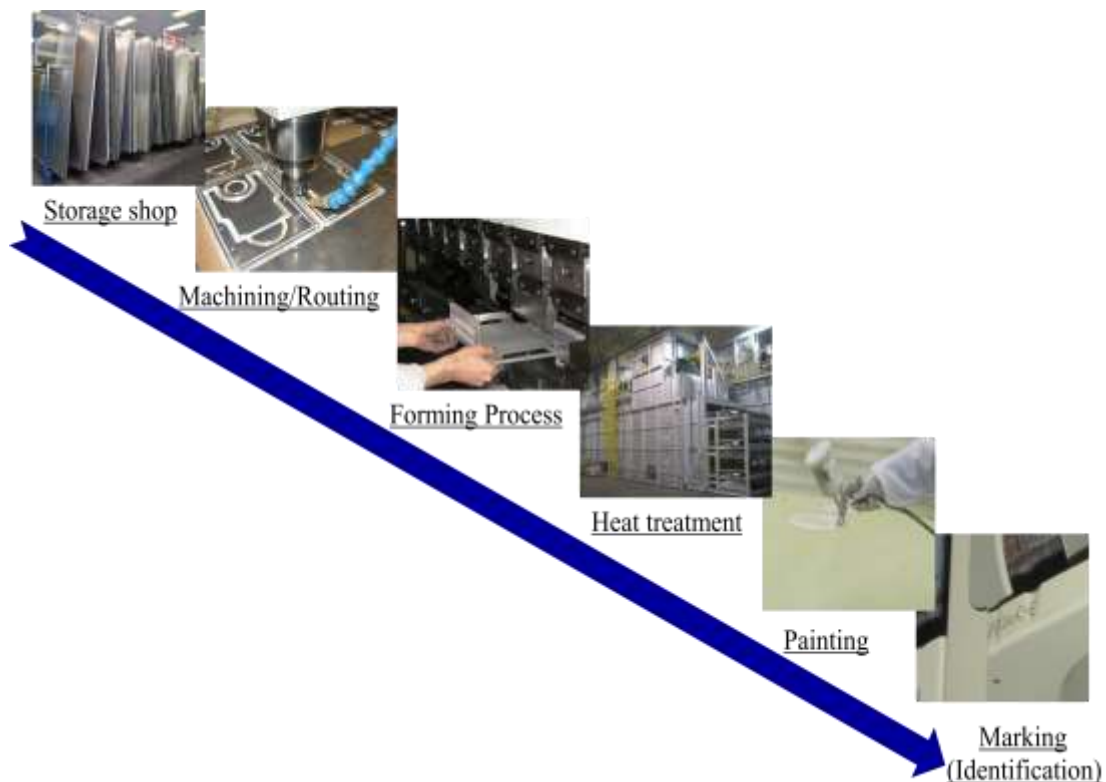 Storage shop
Machining/Routing
Forming Process
Heat treatment
Painting
Marking
(Identification)